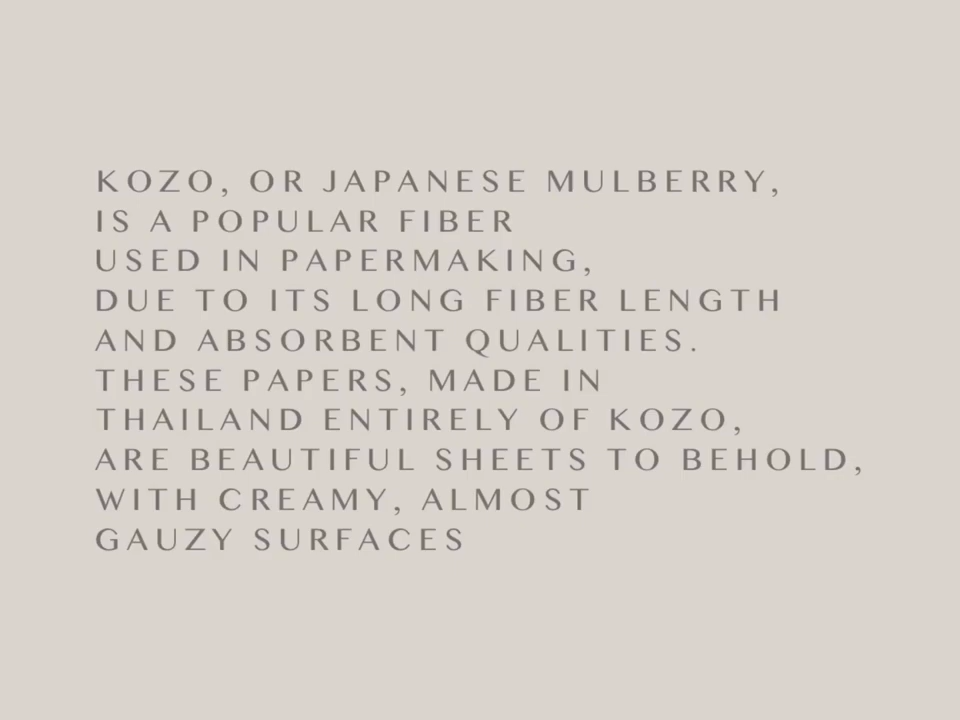 KOZO, OR JAPANESE MULBERRY,
IS A POPULAR FIBER
USED IN PAPERMAKING,
DUE TO ITS LONG FIBER LENGTH
AND ABSORBENT QUALITIES.
THESE PAPERS, MADE IN
THAILAND ENTIRELY OF KOZO,
ARE BEAUTIFUL SHEETS TO BEHOLD,
WITH CREAMY, ALMOST
GAUZY SURFACES